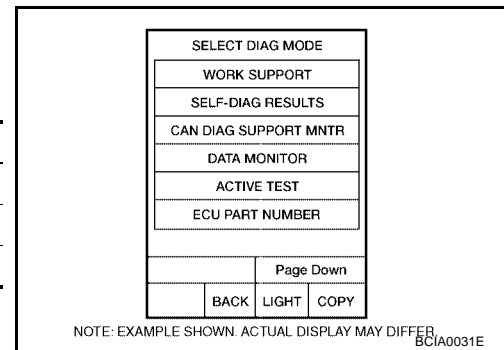 SELECT DIAG MODE
WORK SUPPORT
SELF-DIAG RESULTS
CAN DIAG SUPPORT MNTR
DATA MONITOR
ACTIVE TEST
ECU PART NUMBER
Page Down
BACK LIGHT COPY
NOTE: EXAMPLE SHOWN. ACTUAL DISPLAY MAY DIFFER.
BCIA0031E